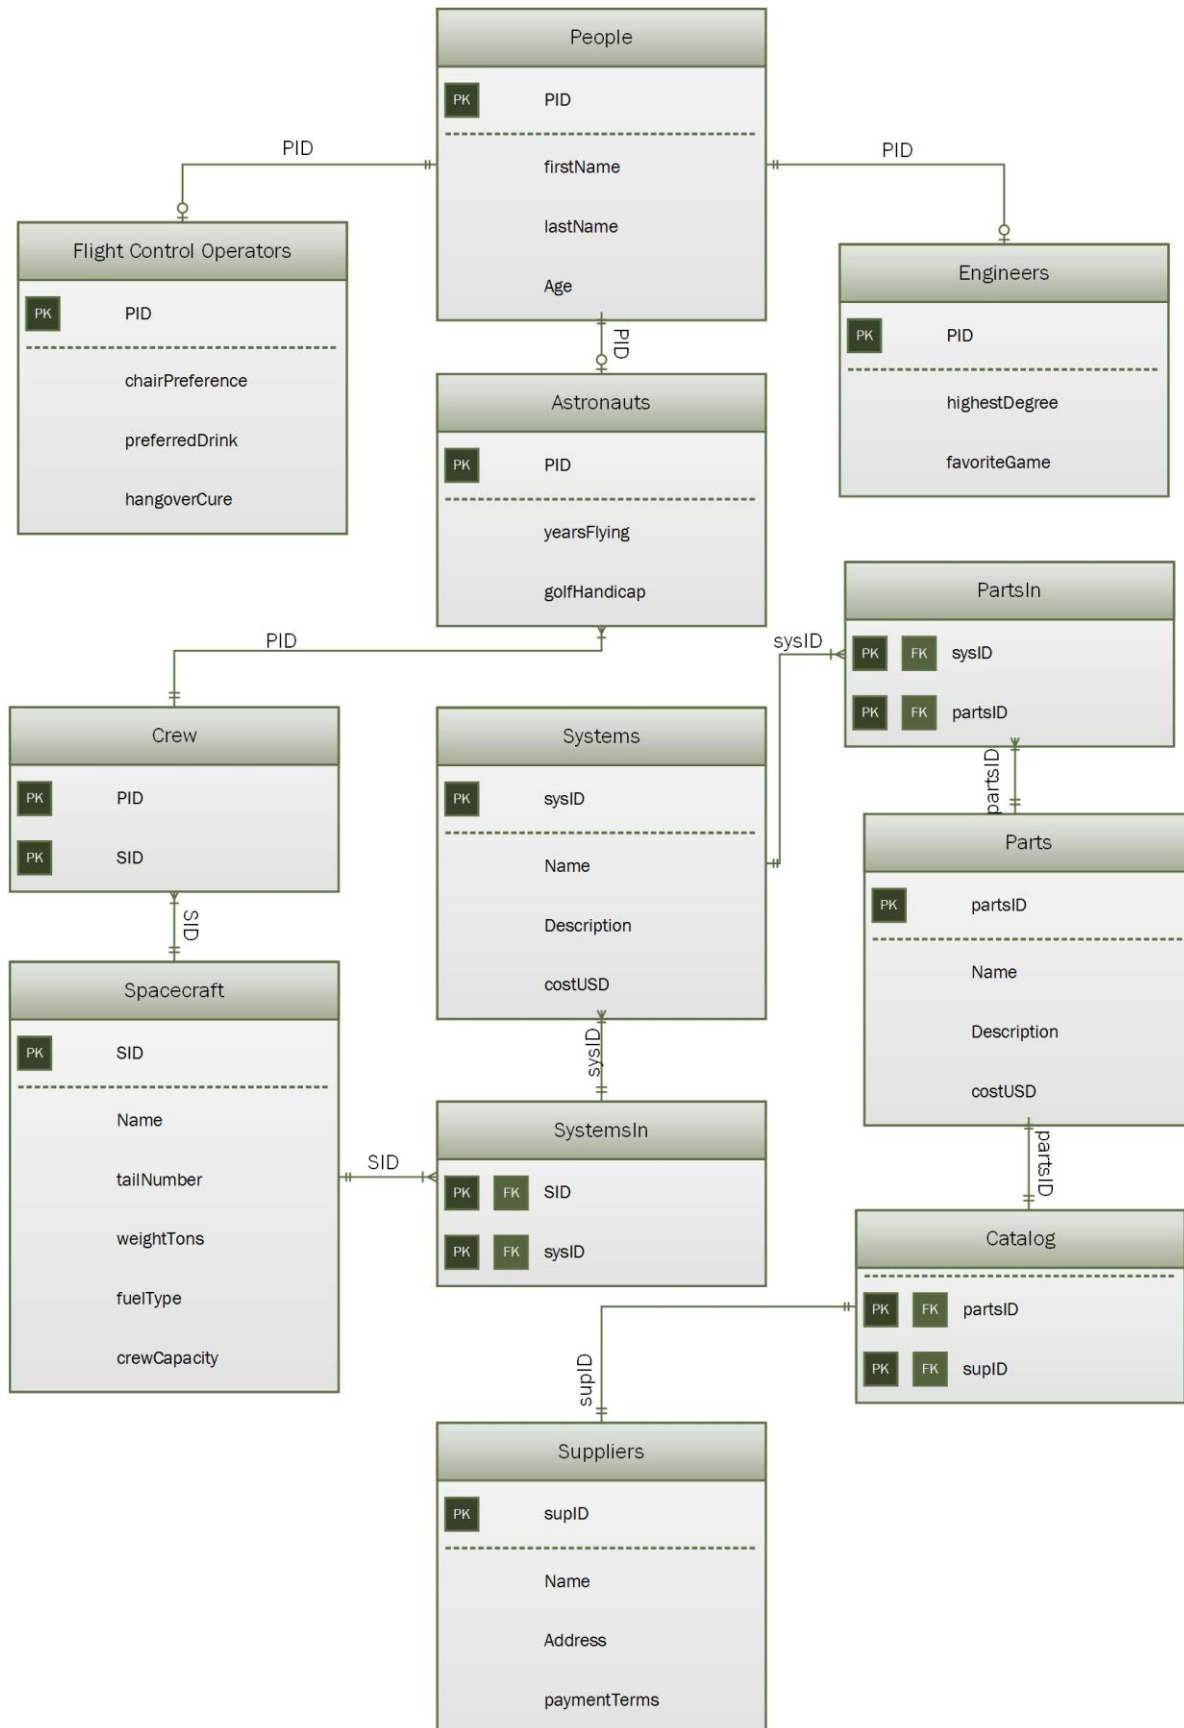 People
PK PID
firstName
lastName
Age
PID
PID
Flight Control Operators
PK PID
chairPreference
preferredDrink
hangoverCure
Engineers
PK PID
highestDegree
favoriteGame
PID
Astronauts
PK PID
yearsFlying
golfHandicap
PID
sysID
PartsIn
PK FK sysID
PK FK partsID
Crew
PK PID
PK SID
Systems
PK sysID
Name
Description
costUSD
partsID
Parts
PK partsID
Name
Description
costUSD
SID
Spacecraft
PK SID
Name
tailNumber
weightTons
fuelType
crewCapacity
sysID
SID
SystemsIn
PK FK SID
PK FK sysID
partsID
Catalog
PK FK partsID
PK FK supID
supID
Suppliers
PK supID
Name
Address
paymentTerms